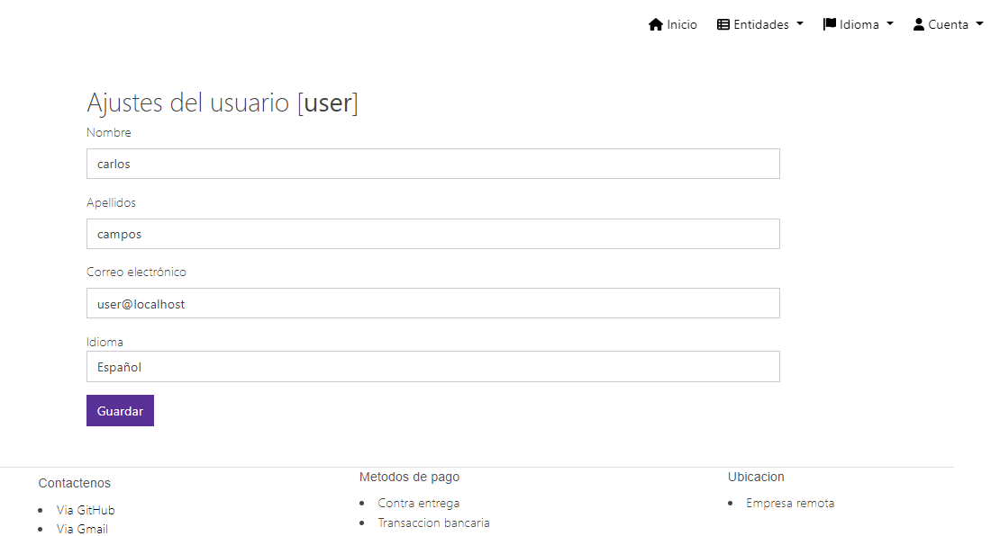 Inicio Entidades Idioma Cuenta
Ajustes del usuario [user]
Nombre
carlos
Apellidos
campos
Correo electrónico
user@localhost
Idioma
Español
Guardar
Contactenos
Via GitHub
Via Gmail
Metodos de pago
Contra entrega
Transaccion bancaria
Ubicacion
Empresa remota